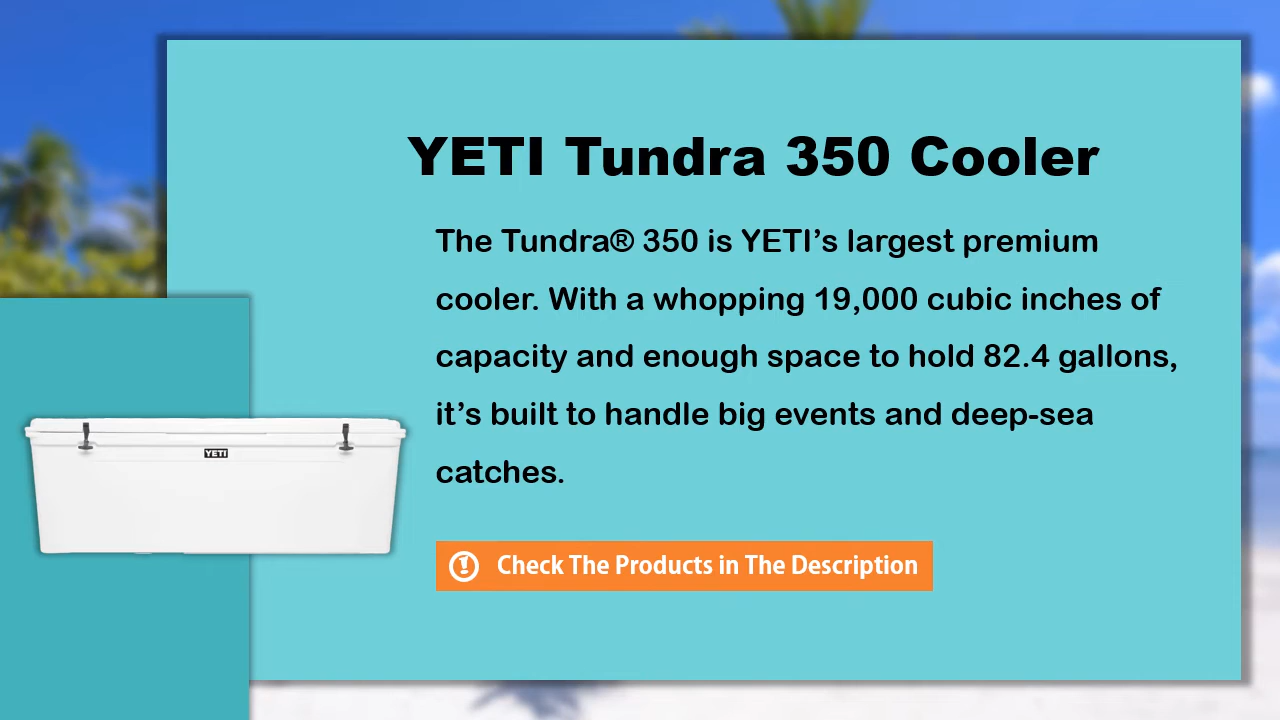 YETI Tundra 350 Cooler
The Tundra® 350 is YETI’s largest premium
cooler. With a whopping 19,000 cubic inches of
capacity and enough space to hold 82.4 gallons,
it’s built to handle big events and deep-sea
catches.
YETI
Check The Products in The Description